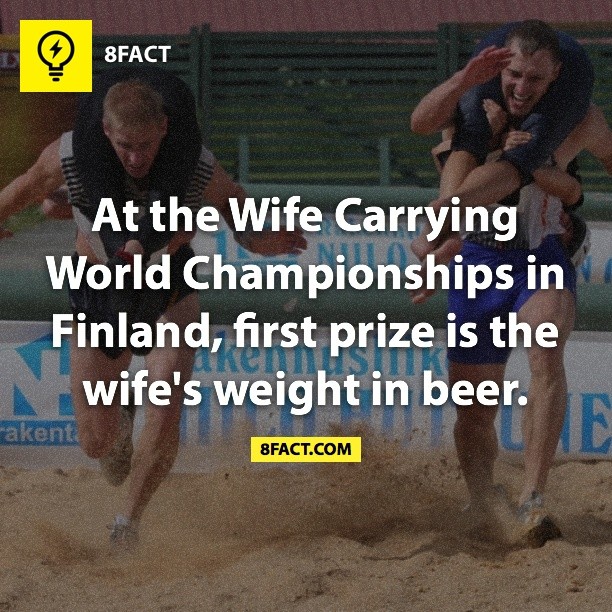 8FACT
At the Wife Carrying
World Championships in
Finland, first prize is the
wife's weight in beer.
8FACT.COM
rakenta